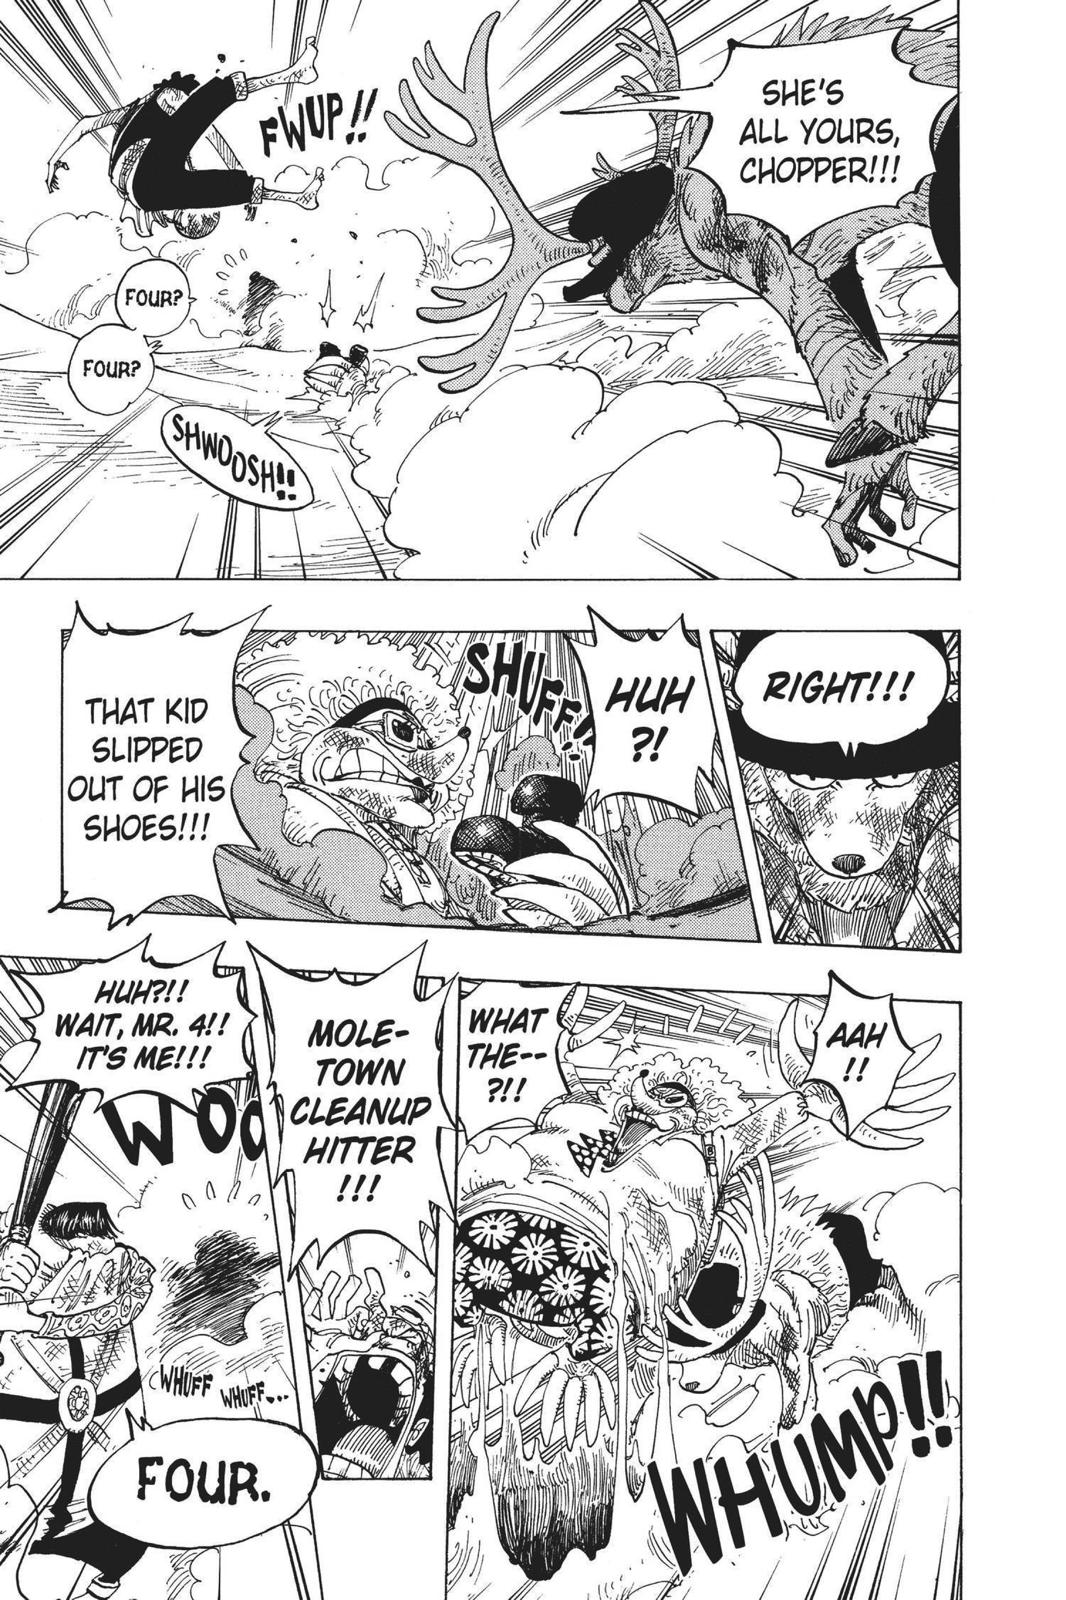 SHE'S
ALL YOURS,
CHOPPER!!!
FWUP!!
FOUR?
FOUR?
SHWOOSH!!
RIGHT!!!
HUH
?!
SHUFF!!
THAT KID
SLIPPED
OUT OF HIS
SHOES!!!
AAH
!!
WHAT
THE--
?!!
WHUMP!!
MOLE-
TOWN
CLEANUP
HITTER
!!!
HUH?!!
WAIT, MR. 4!!
IT'S ME!!!
WOO
WHUFF
WHUFF...
FOUR.